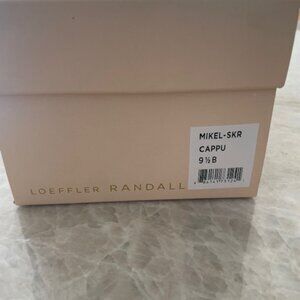 MIKEL-SKR
CAPPU
9 ½ B
LOEFFLER RANDALL